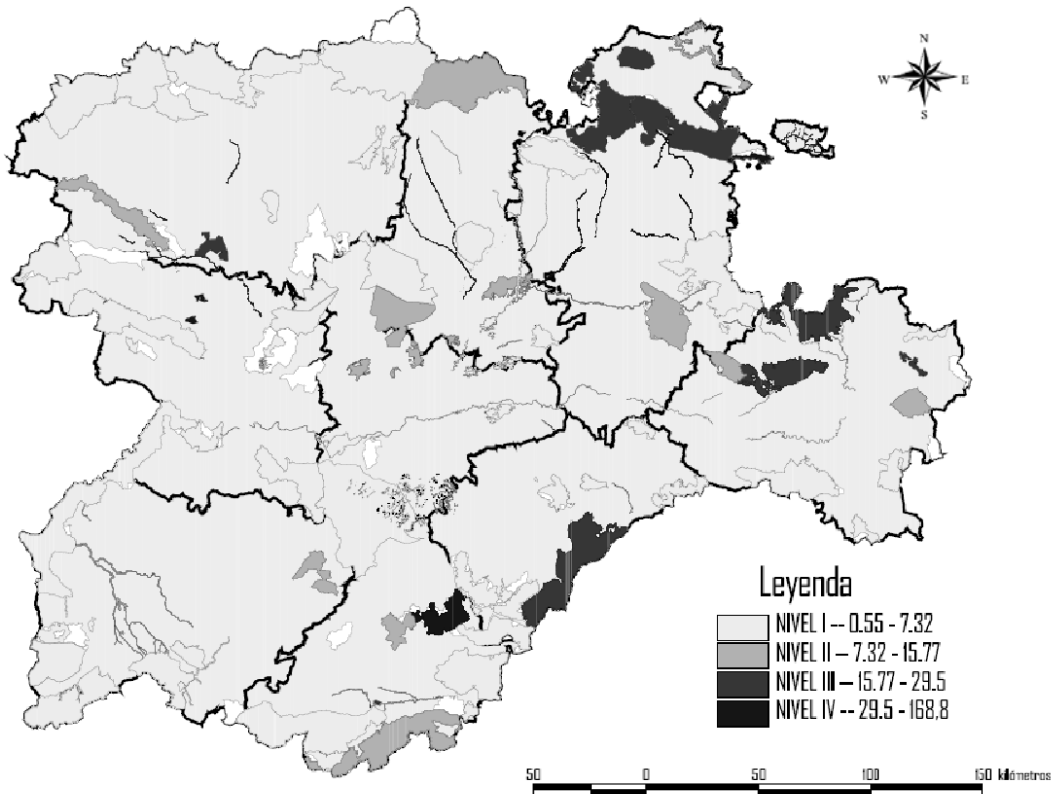 N
W E
S
Leyenda
NIVEL I -- 0.55 - 7.32
NIVEL II -- 7.32 - 15.77
NIVEL III -- 15.77 - 29.5
NIVEL IV -- 29.5 - 168,8
50 0 50 100 150 kilómetros